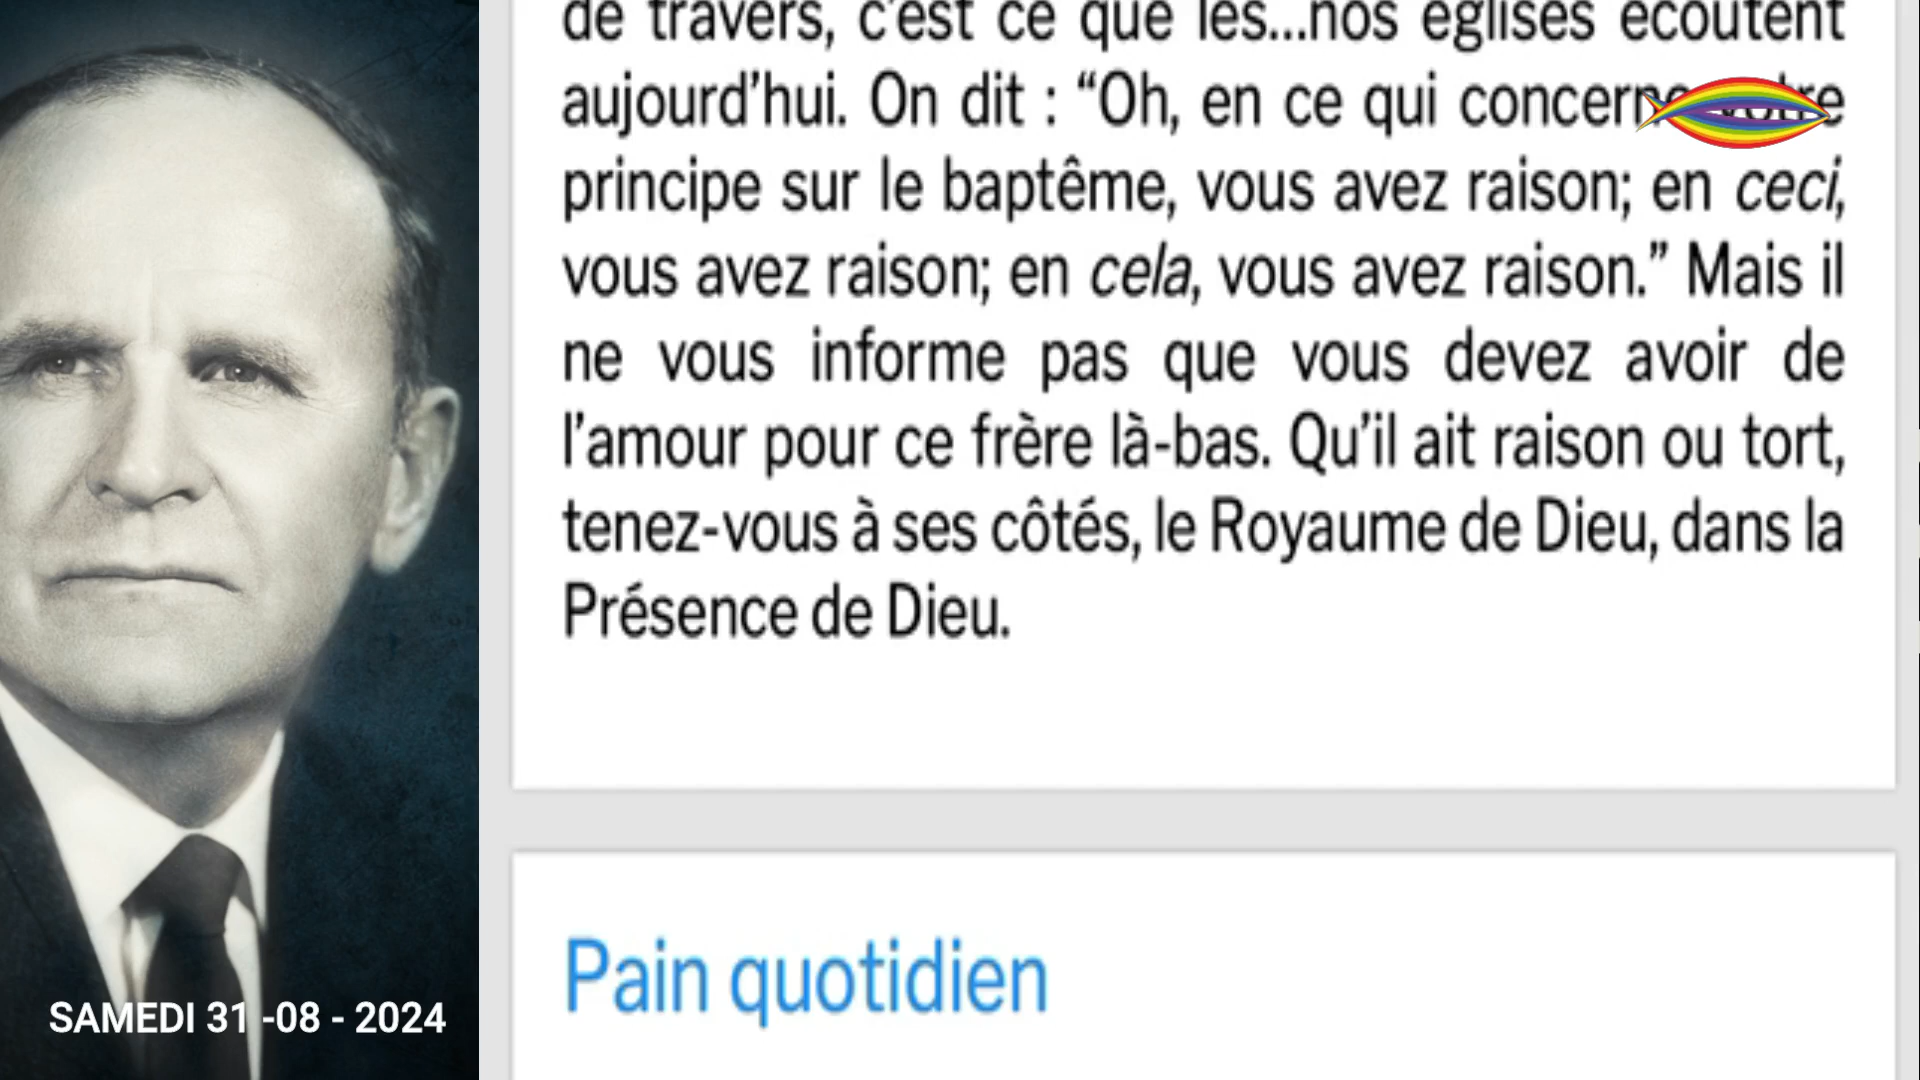 de travers, c'est ce que les...nos églises écoutent
aujourd'hui. On dit : “Oh, en ce qui concerne votre
principe sur le baptême, vous avez raison; en ceci,
vous avez raison; en cela, vous avez raison.” Mais il
ne vous informe pas que vous devez avoir de
l'amour pour ce frère là-bas. Qu'il ait raison ou tort,
tenez-vous à ses côtés, le Royaume de Dieu, dans la
Présence de Dieu.
Pain quotidien
SAMEDI 31 -08 - 2024